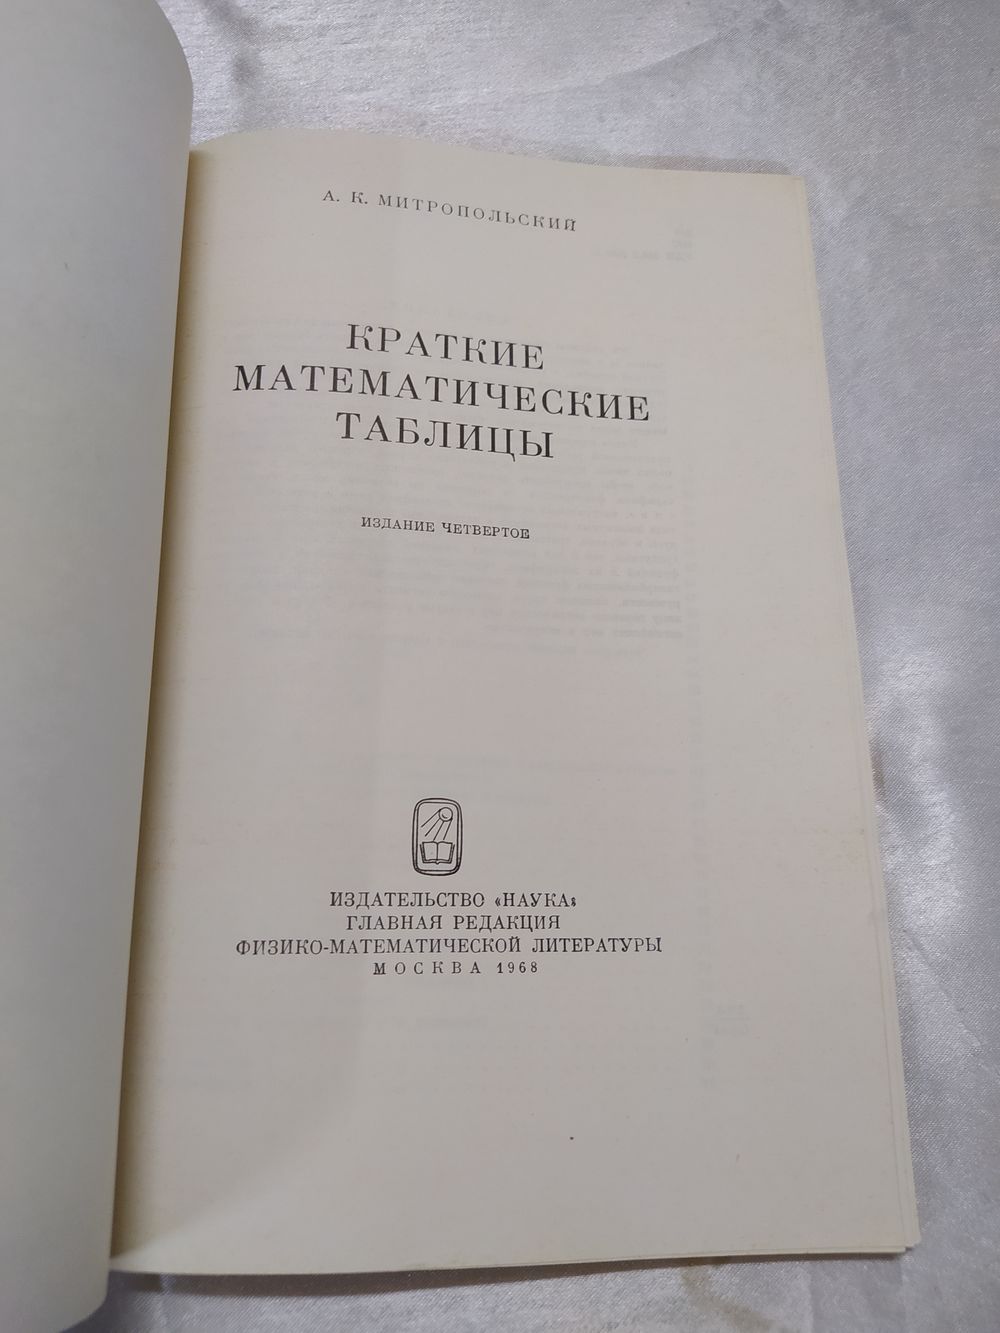 А. К. МИТРОПОЛЬСКИЙ
КРАТКИЕ
МАТЕМАТИЧЕСКИЕ
ТАБЛИЦЫ
ИЗДАНИЕ ЧЕТВЕРТОЕ
ИЗДАТЕЛЬСТВО «НАУКА»
ГЛАВНАЯ РЕДАКЦИЯ
ФИЗИКО-МАТЕМАТИЧЕСКОЙ ЛИТЕРАТУРЫ
МОСКВА 1968